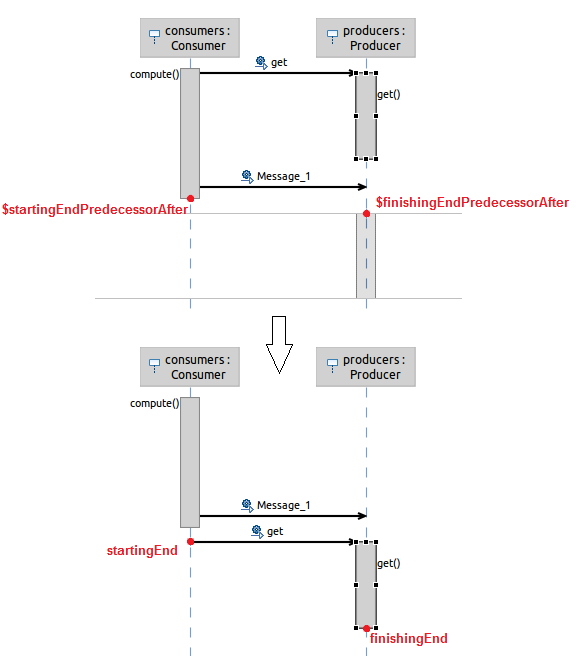 consumers :
Consumer
producers :
Producer
get
compute()
get()
Message_1
$startingEndPredecessorAfter
$finishingEndPredecessorAfter
consumers :
Consumer
producers :
Producer
compute()
Message_1
get
startingEnd
get()
finishingEnd